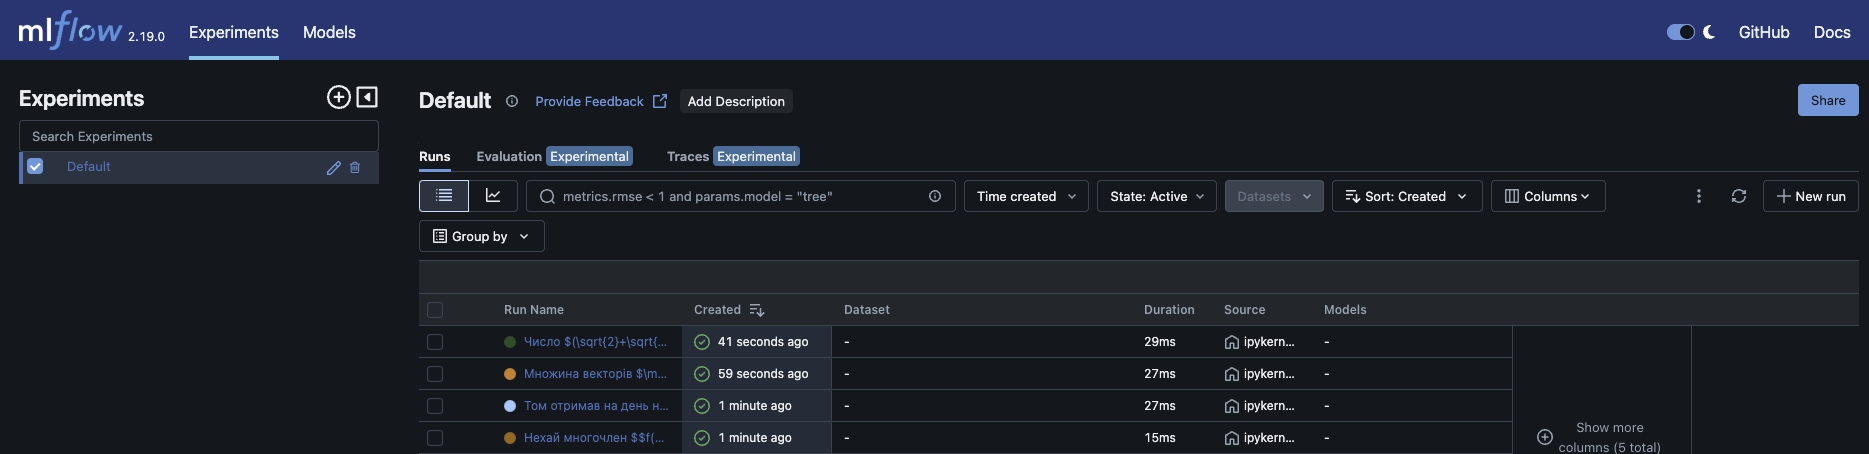 mlflow 2.19.0 Experiments Models GitHub Docs
Experiments
Search Experiments
Default
Default Provide Feedback Add Description Share
Runs Evaluation Experimental Traces Experimental
metrics.rmse < 1 and params.model = "tree" Time created State: Active Datasets Sort: Created Columns New run
Group by
Run Name Created Dataset Duration Source Models
Число $(\sqrt{2}+\sqrt{... 41 seconds ago - 29ms ipykern... -
Множина векторів $\m... 59 seconds ago - 27ms ipykern... -
Том отримав на день н... 1 minute ago - 27ms ipykern... -
Нехай многочлен $$f(... 1 minute ago - 15ms ipykern... -
Show more
columns (5 total)